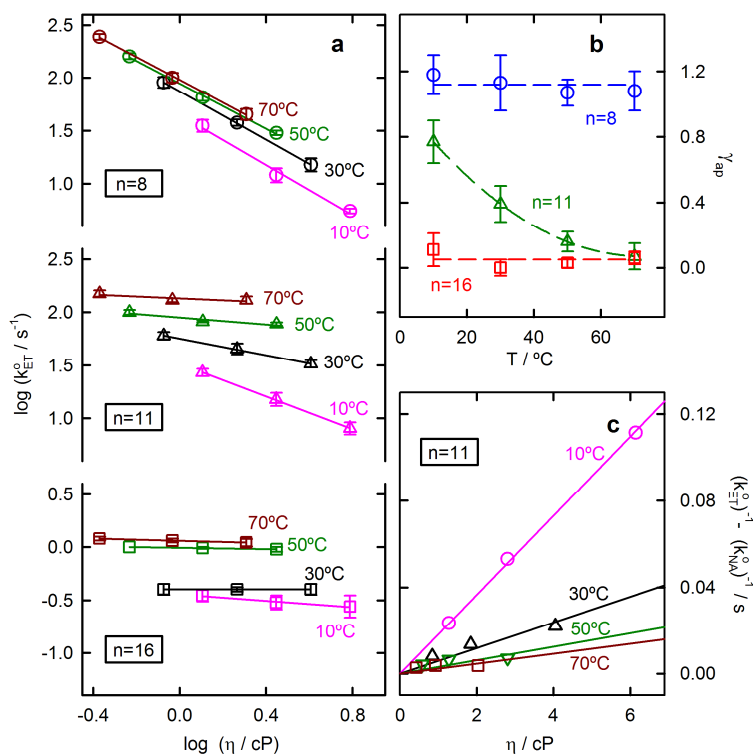 a
2.5
2.0
1.5
1.0
70ºC
50ºC
30ºC
10ºC
n=8
log (kºET / s⁻¹)
2.5
2.0
1.5
1.0
70ºC
50ºC
30ºC
10ºC
n=11
0.5
0.0
-0.5
-1.0
70ºC
50ºC
30ºC
10ºC
n=16
-0.4 0.0 0.4 0.8
log (η / cP)
b
1.2
0.8
0.4
0.0
γap
n=8
n=11
n=16
0 20 40 60
T / ºC
c
n=11
0.12
0.08
0.04
0.00
10ºC
30ºC
50ºC
70ºC
(kºET)⁻¹ - (kºNA)⁻¹ / s
0 2 4 6
η / cP